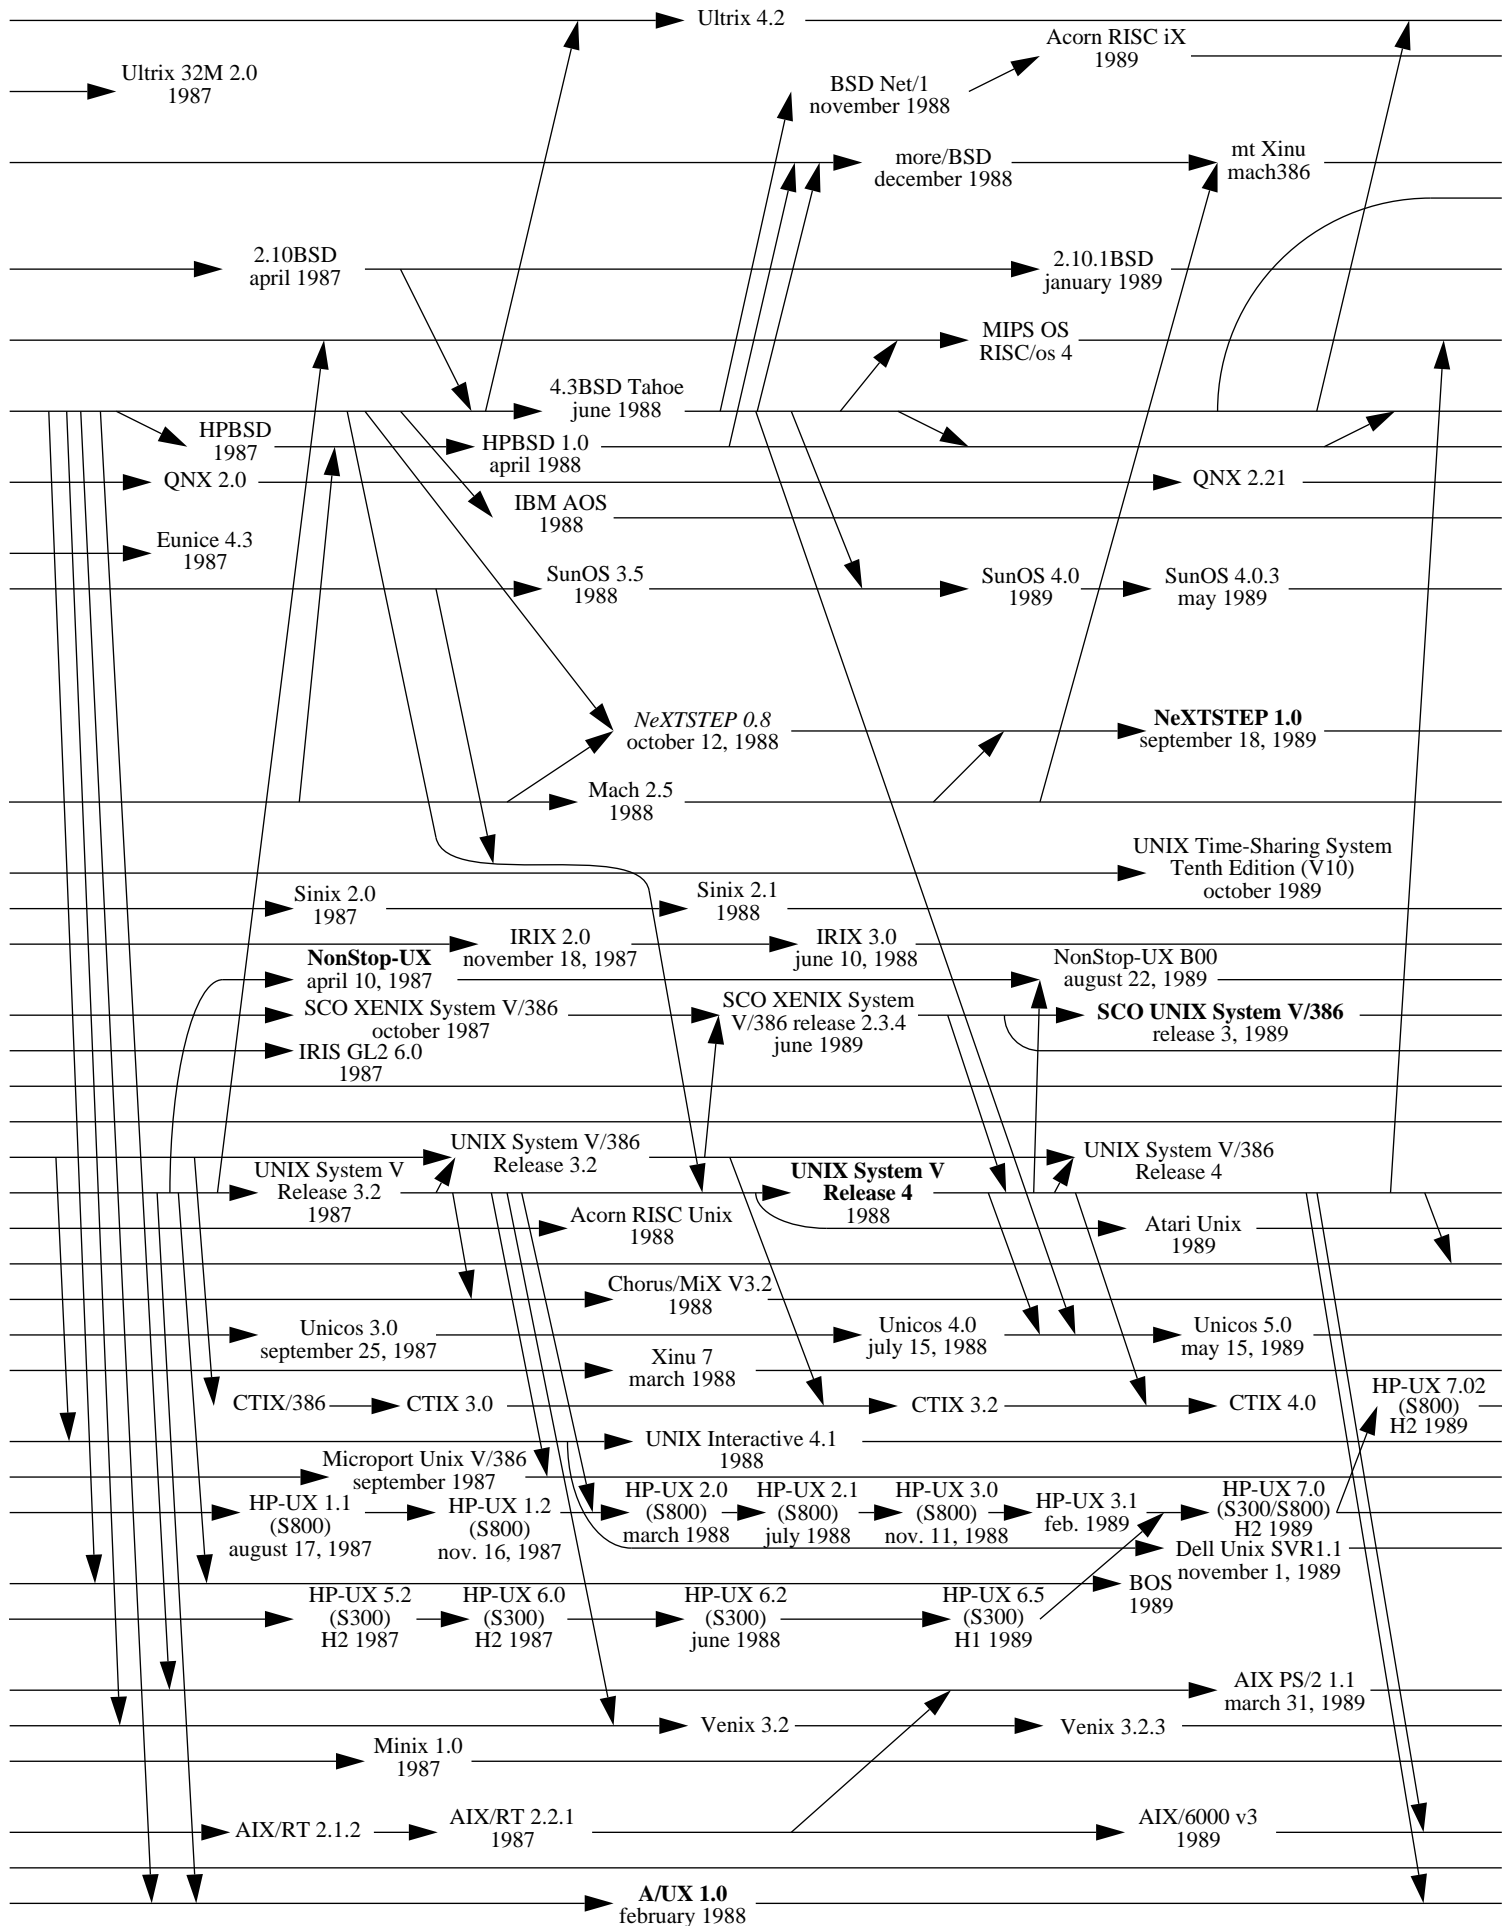 Ultrix 4.2
Acorn RISC iX
1989
Ultrix 32M 2.0
1987
BSD Net/1
november 1988
more/BSD
december 1988
mt Xinu
mach386
2.10BSD
april 1987
2.10.1BSD
january 1989
MIPS OS
RISC/os 4
4.3BSD Tahoe
june 1988
HPBSD
1987
HPBSD 1.0
april 1988
QNX 2.0
QNX 2.21
IBM AOS
1988
Eunice 4.3
1987
SunOS 3.5
1988
SunOS 4.0
1989
SunOS 4.0.3
may 1989
NeXTSTEP 0.8
october 12, 1988
NeXTSTEP 1.0
september 18, 1989
Mach 2.5
1988
UNIX Time-Sharing System
Tenth Edition (V10)
october 1989
Sinix 2.0
1987
Sinix 2.1
1988
IRIX 2.0
november 18, 1987
IRIX 3.0
june 10, 1988
NonStop-UX
april 10, 1987
NonStop-UX B00
august 22, 1989
SCO XENIX System V/386
october 1987
SCO XENIX System
V/386 release 2.3.4
june 1989
SCO UNIX System V/386
release 3, 1989
IRIS GL2 6.0
1987
UNIX System V/386
Release 3.2
UNIX System V/386
Release 4
UNIX System V
Release 3.2
1987
UNIX System V
Release 4
1988
Acorn RISC Unix
1988
Atari Unix
1989
Chorus/MiX V3.2
1988
Unicos 3.0
september 25, 1987
Unicos 4.0
july 15, 1988
Unicos 5.0
may 15, 1989
Xinu 7
march 1988
CTIX/386
CTIX 3.0
CTIX 3.2
CTIX 4.0
HP-UX 7.02
(S800)
H2 1989
UNIX Interactive 4.1
1988
Microport Unix V/386
september 1987
HP-UX 1.1
(S800)
august 17, 1987
HP-UX 1.2
(S800)
nov. 16, 1987
HP-UX 2.0
(S800)
march 1988
HP-UX 2.1
(S800)
july 1988
HP-UX 3.0
(S800)
nov. 11, 1988
HP-UX 3.1
feb. 1989
HP-UX 7.0
(S300/S800)
H2 1989
Dell Unix SVR1.1
november 1, 1989
BOS
1989
HP-UX 5.2
(S300)
H2 1987
HP-UX 6.0
(S300)
H2 1987
HP-UX 6.2
(S300)
june 1988
HP-UX 6.5
(S300)
H1 1989
AIX PS/2 1.1
march 31, 1989
Venix 3.2
Venix 3.2.3
Minix 1.0
1987
AIX/RT 2.1.2
AIX/RT 2.2.1
1987
AIX/6000 v3
1989
A/UX 1.0
february 1988